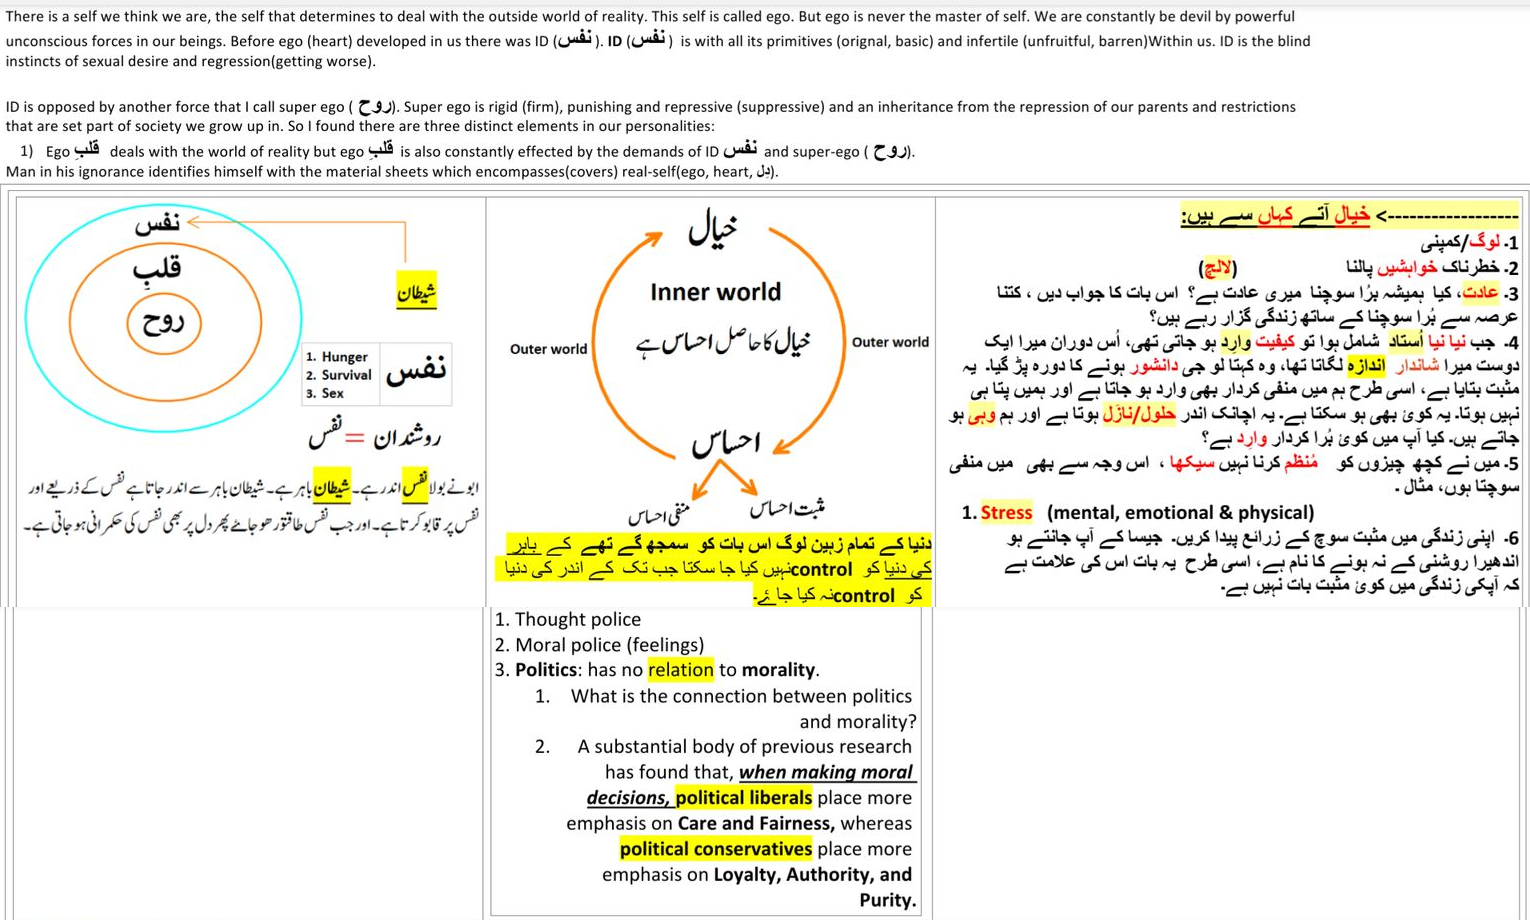 There is a self we think we are, the self that determines to deal with the outside world of reality. This self is called ego. But ego is never the master of self. We are constantly be devil by powerful
unconscious forces in our beings. Before ego (heart) developed in us there was ID (نفس). ID (نفس) is with all its primitives (orignal, basic) and infertile (unfruitful, barren)Within us. ID is the blind
instincts of sexual desire and regression(getting worse).
ID is opposed by another force that I call super ego ( روح). Super ego is rigid (firm), punishing and repressive (suppressive) and an inheritance from the repression of our parents and restrictions
that are set part of society we grow up in. So I found there are three distinct elements in our personalities:
1) Ego قلبِ deals with the world of reality but ego قلبِ is also constantly effected by the demands of ID نفس and super-ego ( روح).
Man in his ignorance identifies himself with the material sheets which encompasses(covers) real-self(ego, heart, دِل).
نفس
قلبِ
روح
شیطان
1. Hunger
2. Survival
3. Sex
نفس
روشندان = نفس
ابو نے بولا نفس اندر ہے۔ شیطان باہر ہے۔ شیطان باہر سے اندر جاتا ہے نفس کے ذریعے اور
نفس پر قابو کرتا ہے۔ اور جب نفس طاقتور ھو جائے پھر دل پر بھی نفس کی حکمرانی ہو جاتی ہے۔
خیال
Inner world
خیال کا حاصل احساس ہے
Outer world
Outer world
احساس
مثبت احساس
منفی احساس
دنیا کے تمام زہین لوگ اس بات کو سمجھ گے تھے کے باہر
کی دنیا کو controlنہیں کیا جا سکتا جب تک کے اندر کی دنیا
کو controlنہ کیا جا ۓ۔
1. Thought police
2. Moral police (feelings)
3. Politics: has no relation to morality.
1. What is the connection between politics
and morality?
2. A substantial body of previous research
has found that, when making moral
decisions, political liberals place more
emphasis on Care and Fairness, whereas
political conservatives place more
emphasis on Loyalty, Authority, and
Purity.
------------------> خیال آتے کہاں سے ہیں:
1. لوگ/کمپنی
2. خطرناک خواہشیں پالنا (لالچ)
3. عادت، کیا ہمیشہ بڑا سوچنا میری عادت ہے؟ اس بات کا جواب دیں ، کتنا
عرصہ سے بُرا سوچنا کے ساتھ زندگی گزار رہے ہیں؟
4. جب نیا نیا اُستاد شامل ہوا تو کیفیت وارِد ہو جاتی تھی، اُس دوران میرا ایک
دوست میرا شاندار اندازہ لگاتا تھا، وہ کہتا لو جی دانشور ہونے کا دورہ پڑ گیا۔ یہ
مثبت بتایا ہے، اسی طرح ہم میں منفی کردار بھی وارد ہو جاتا ہے اور ہمیں پتا ہی
نہیں ہوتا۔ یہ کوئ بھی ہو سکتا ہے۔ یہ اچانک اندر حلول/نازّل ہوتا ہے اور ہم وہی ہو
جاتے ہیں۔ کیا آپ میں کوئ بُرا کردار وارِد ہے؟
5. میں نے کچھ چیزوں کو مُنظم کرنا نہیں سیکھا ، اس وجہ سے بھی میں منفی
سوچتا ہوں، مثال ۔
1. Stress (mental, emotional & physical)
6. اپنی زندگی میں مثبت سوچ کے زرائع پیدا کریں۔ جیسا کے آپ جانتے ہو
اندھیرا روشنی کے نہ ہونے کا نام ہے، اسی طرح یہ بات اس کی علامت ہے
کہ آپکی زندگی میں کوئ مثبت بات نہیں ہے۔